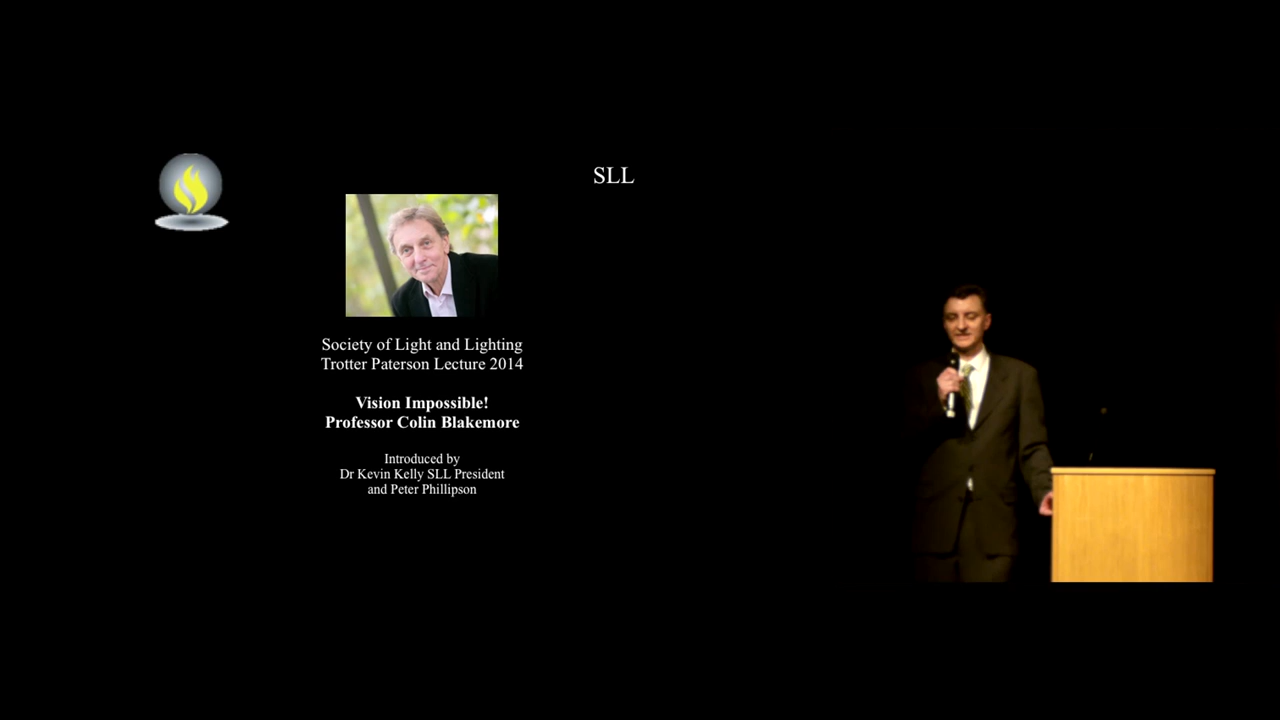 SLL
Society of Light and Lighting
Trotter Paterson Lecture 2014
Vision Impossible!
Professor Colin Blakemore
Introduced by
Dr Kevin Kelly SLL President
and Peter Phillipson